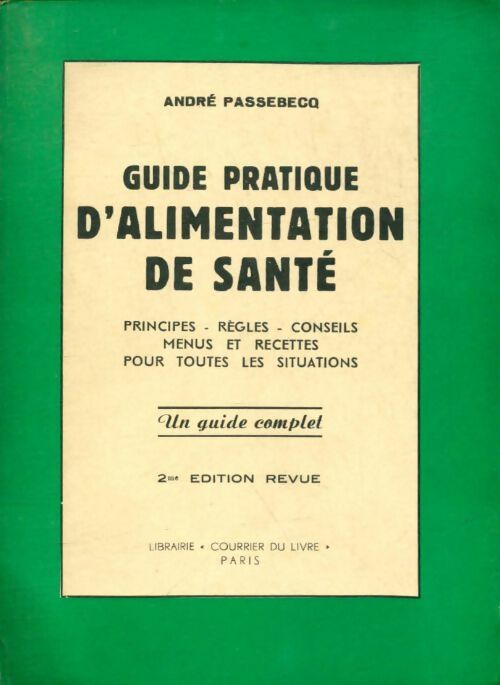 ANDRÉ PASSEBECQ
GUIDE PRATIQUE
D'ALIMENTATION
DE SANTÉ
PRINCIPES - RÈGLES - CONSEILS
MENUS ET RECETTES
POUR TOUTES LES SITUATIONS
Un guide complet
2me EDITION REVUE
LIBRAIRIE « COURRIER DU LIVRE »
PARIS